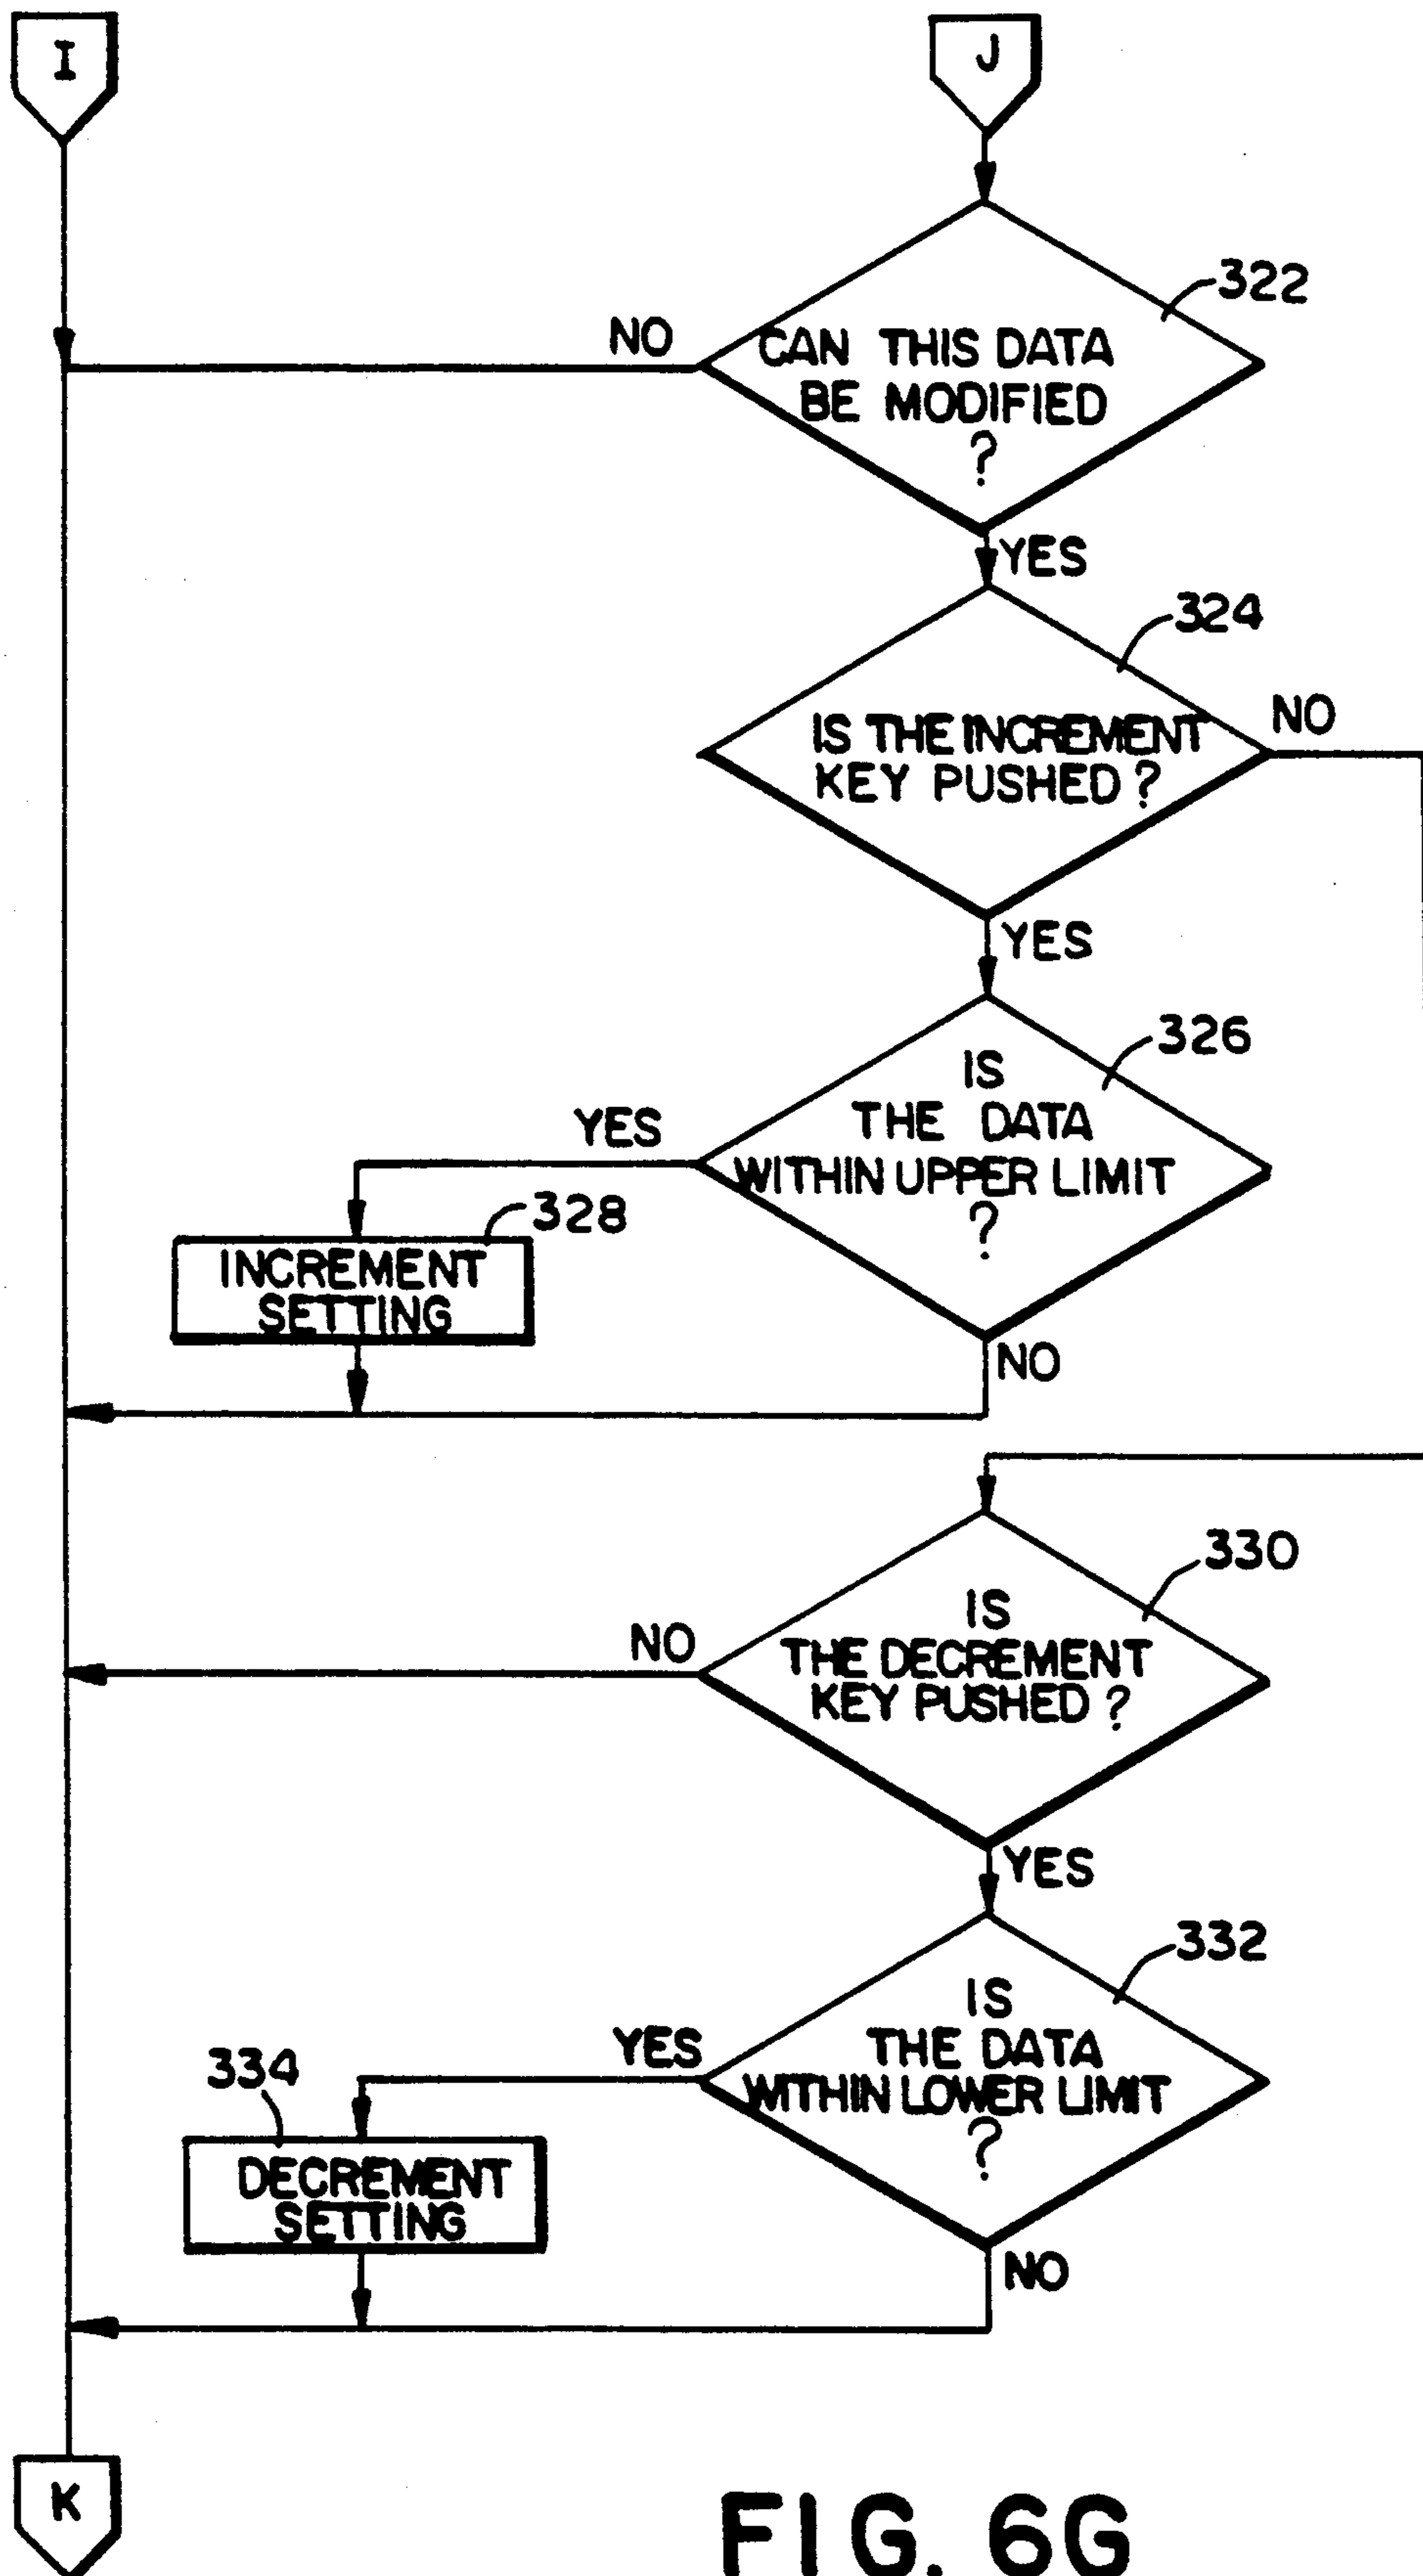 I
J
322
NO
CAN THIS DATA
BE MODIFIED
?
YES
324
NO
IS THE INCREMENT
KEY PUSHED ?
YES
326
IS
THE DATA
WITHIN UPPER LIMIT
?
YES
328
INCREMENT
SETTING
NO
330
IS
THE DECREMENT
KEY PUSHED ?
NO
YES
332
IS
THE DATA
WITHIN LOWER LIMIT
?
YES
334
DECREMENT
SETTING
NO
K
FIG. 6G